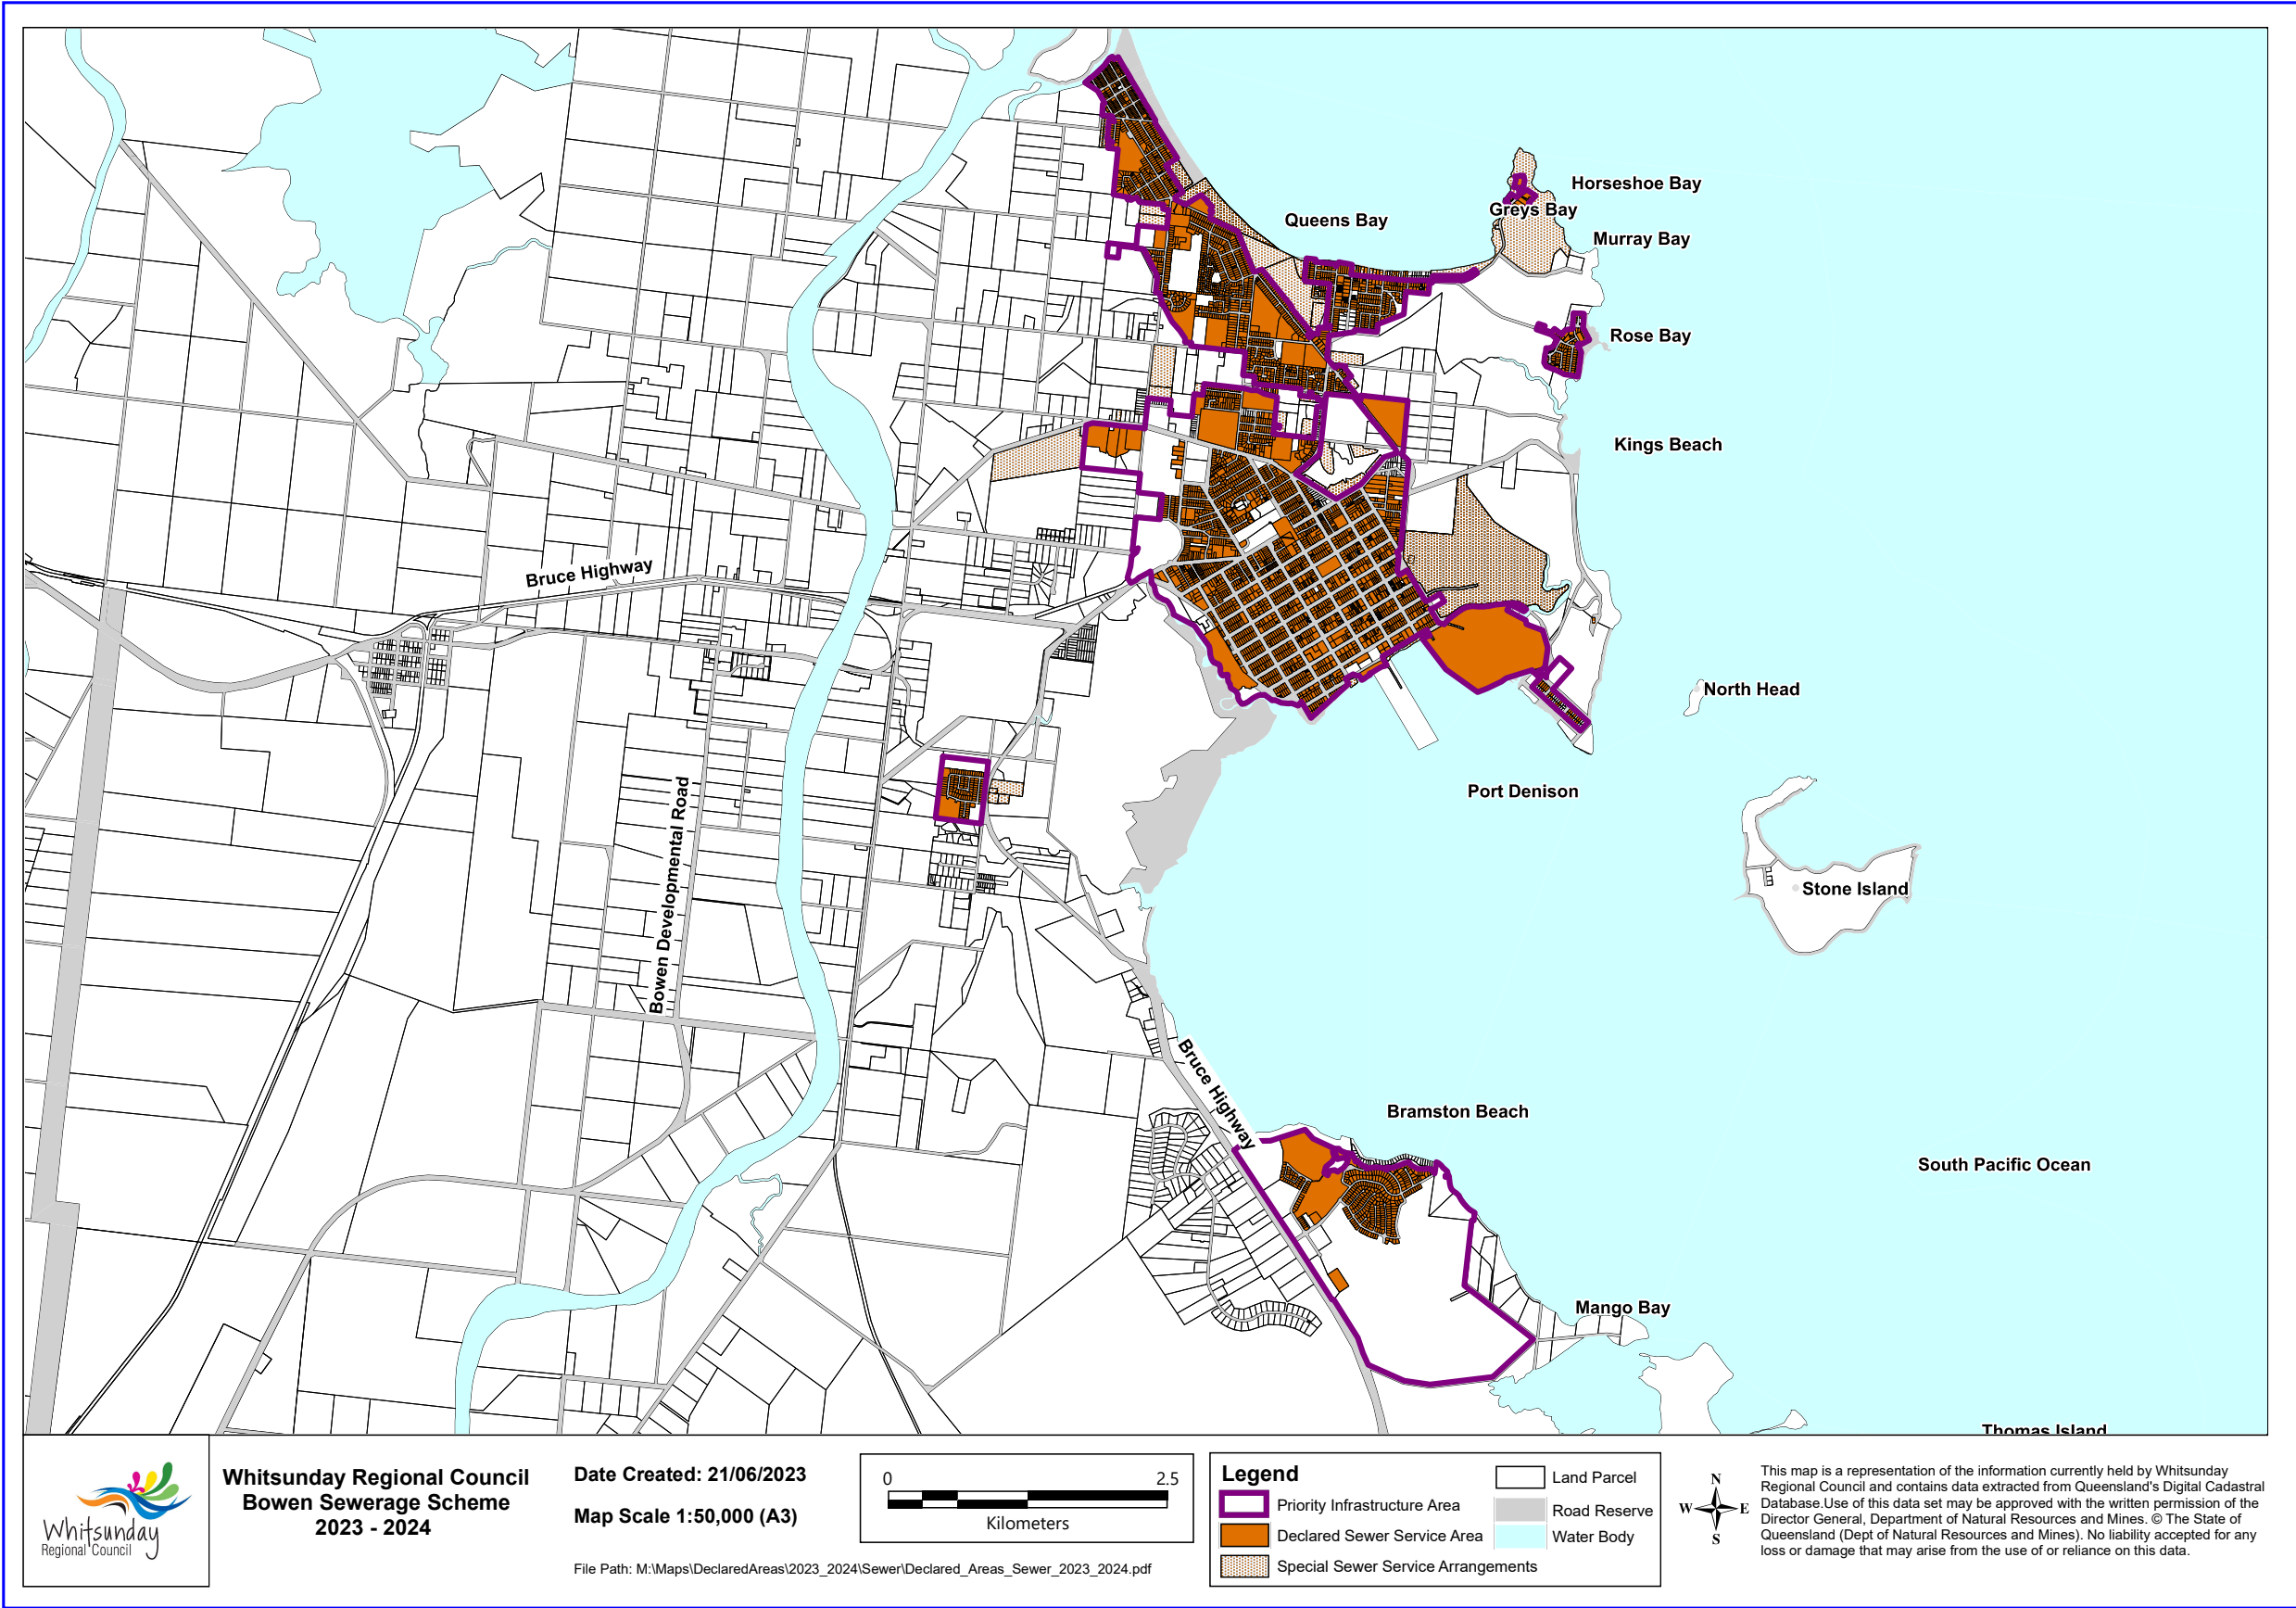 Horseshoe Bay
Greys Bay
Queens Bay
Murray Bay
Rose Bay
Kings Beach
Bruce Highway
North Head
Port Denison
Bowen Developmental Road
Stone Island
Bruce Highway
Bramston Beach
South Pacific Ocean
Mango Bay
Thomas Island
Whitsunday
Regional Council
Whitsunday Regional Council
Bowen Sewerage Scheme
2023 - 2024
Date Created: 21/06/2023
Map Scale 1:50,000 (A3)
File Path: M:\Maps\DeclaredAreas\2023_2024\Sewer\Declared_Areas_Sewer_2023_2024.pdf
0 2.5
Kilometers
Legend
Priority Infrastructure Area
Declared Sewer Service Area
Special Sewer Service Arrangements
Land Parcel
Road Reserve
Water Body
N
W E
S
This map is a representation of the information currently held by Whitsunday
Regional Council and contains data extracted from Queensland's Digital Cadastral
Database.Use of this data set may be approved with the written permission of the
Director General, Department of Natural Resources and Mines. © The State of
Queensland (Dept of Natural Resources and Mines). No liability accepted for any
loss or damage that may arise from the use of or reliance on this data.